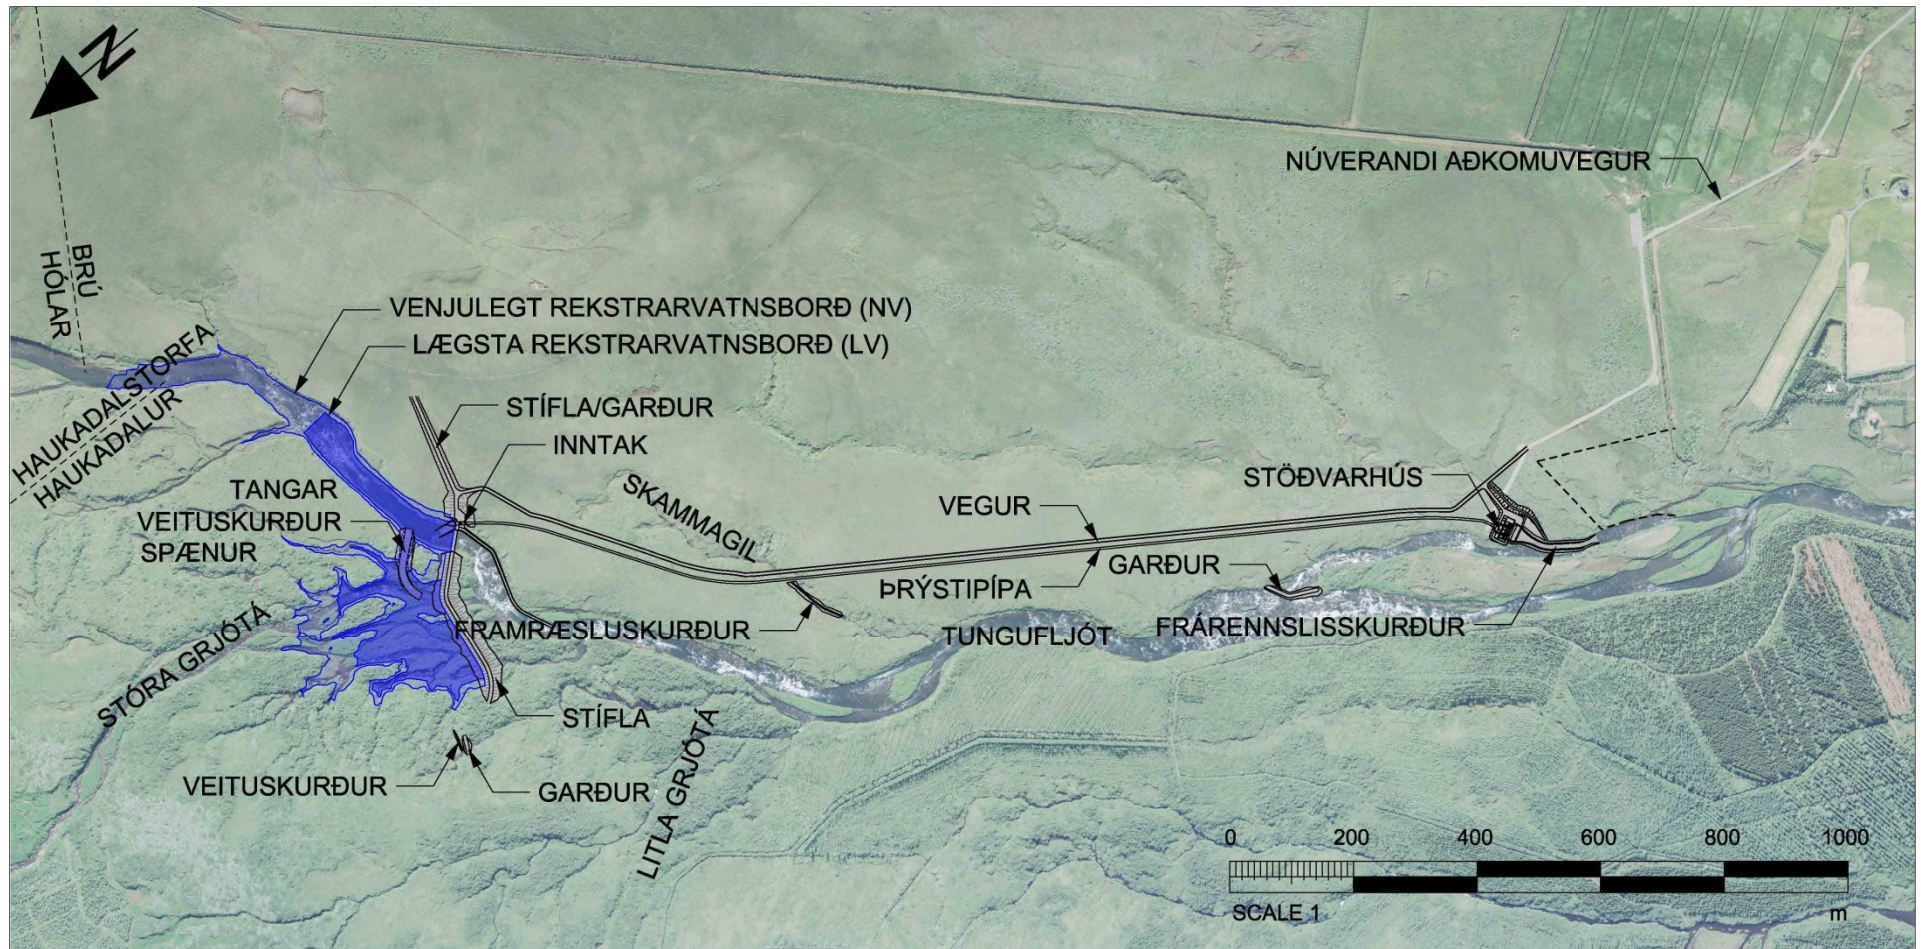 N
NÚVERANDI AÐKOMUVEGUR
BRÚ
HÓLAR
VENJULEGT REKSTRARVATNSBORÐ (NV)
LÆGSTA REKSTRARVATNSBORÐ (LV)
HAUKADALSTORFA
HAUKADALUR
STÍFLA/GARÐUR
INNTAK
TANGAR
VEITUSKURÐUR
SPÆNUR
SKAMMAGIL
STÖÐVARHÚS
VEGUR
ÞRÝSTIPÍPA
GARÐUR
FRAMRÆSLUSKURÐUR
TUNGUFLJÓT
FRÁRENNSLISSKURÐUR
STÓRA GRJÓTÁ
STÍFLA
VEITUSKURÐUR
GARÐUR
LITLA GRJÓTÁ
0 200 400 600 800 1000
SCALE 1 m